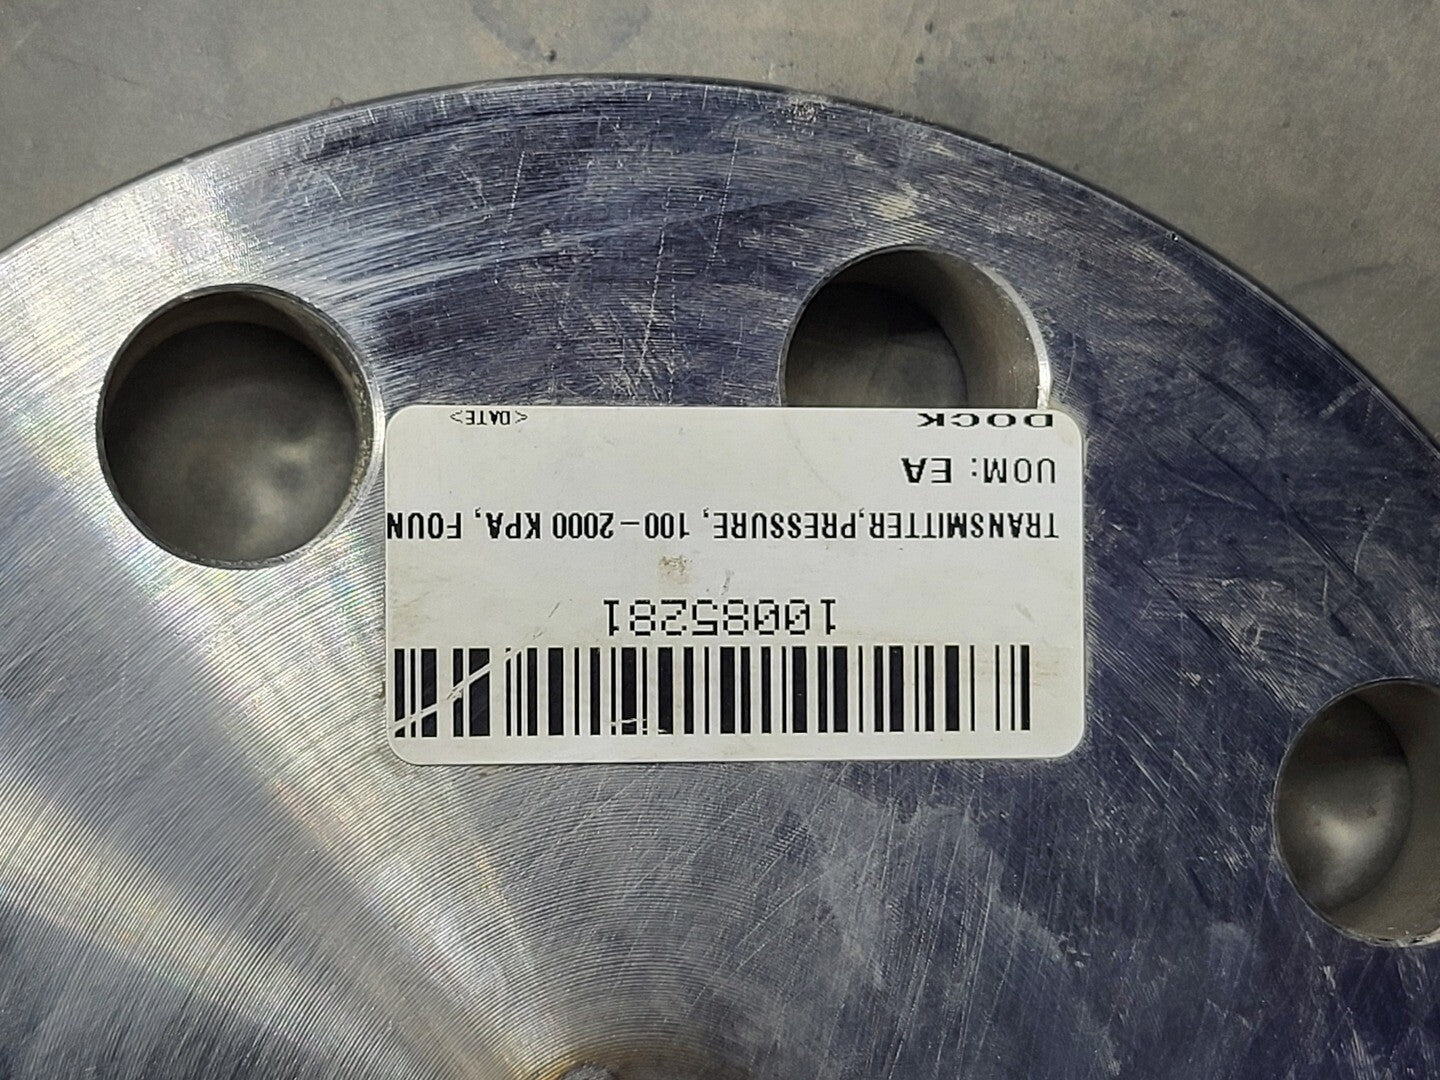 10085281
TRANSMITTER,PRESSURE, 100-2000 KPA, FOUN
UOM: EA
DOCK <DATE>